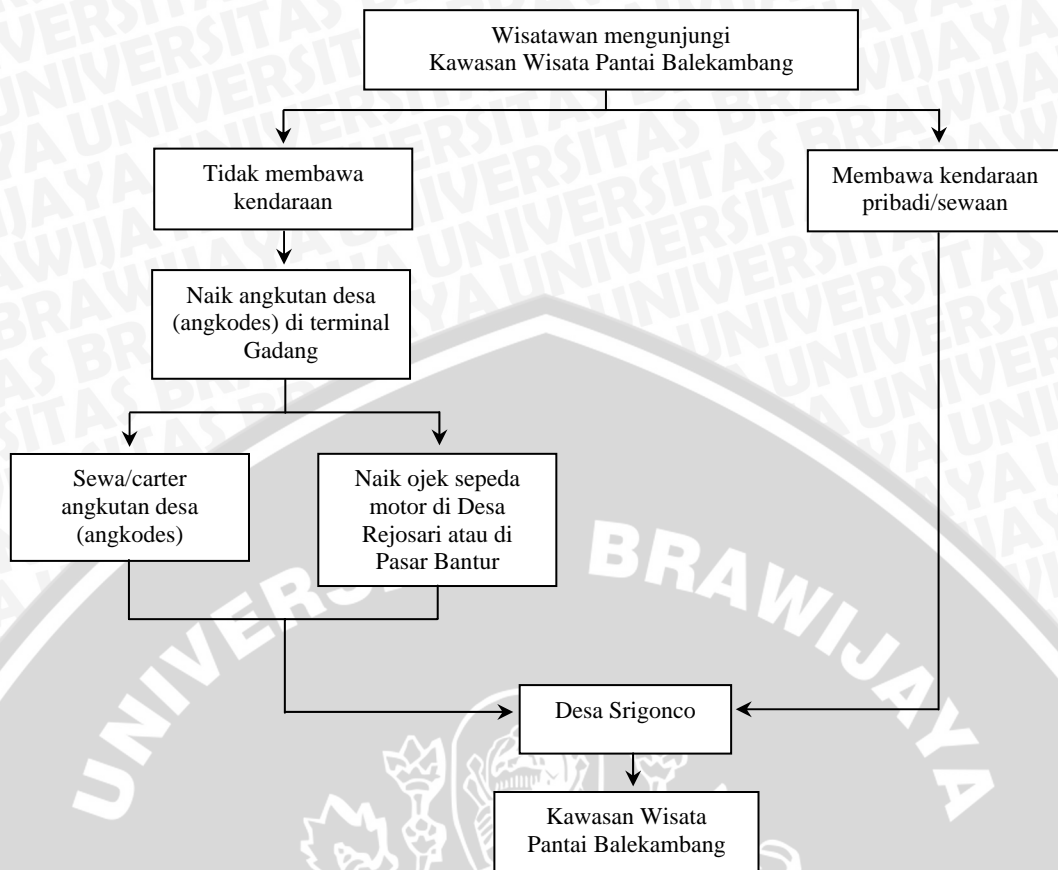 Wisatawan mengunjungi
Kawasan Wisata Pantai Balekambang
Tidak membawa
kendaraan
Membawa kendaraan
pribadi/sewaan
Naik angkutan desa
(angkodes) di terminal
Gadang
Sewa/carter
angkutan desa
(angkodes)
Naik ojek sepeda
motor di Desa
Rejosari atau di
Pasar Bantur
Desa Srigonco
Kawasan Wisata
Pantai Balekambang
UNIVERSITAS BRAWIJAYA